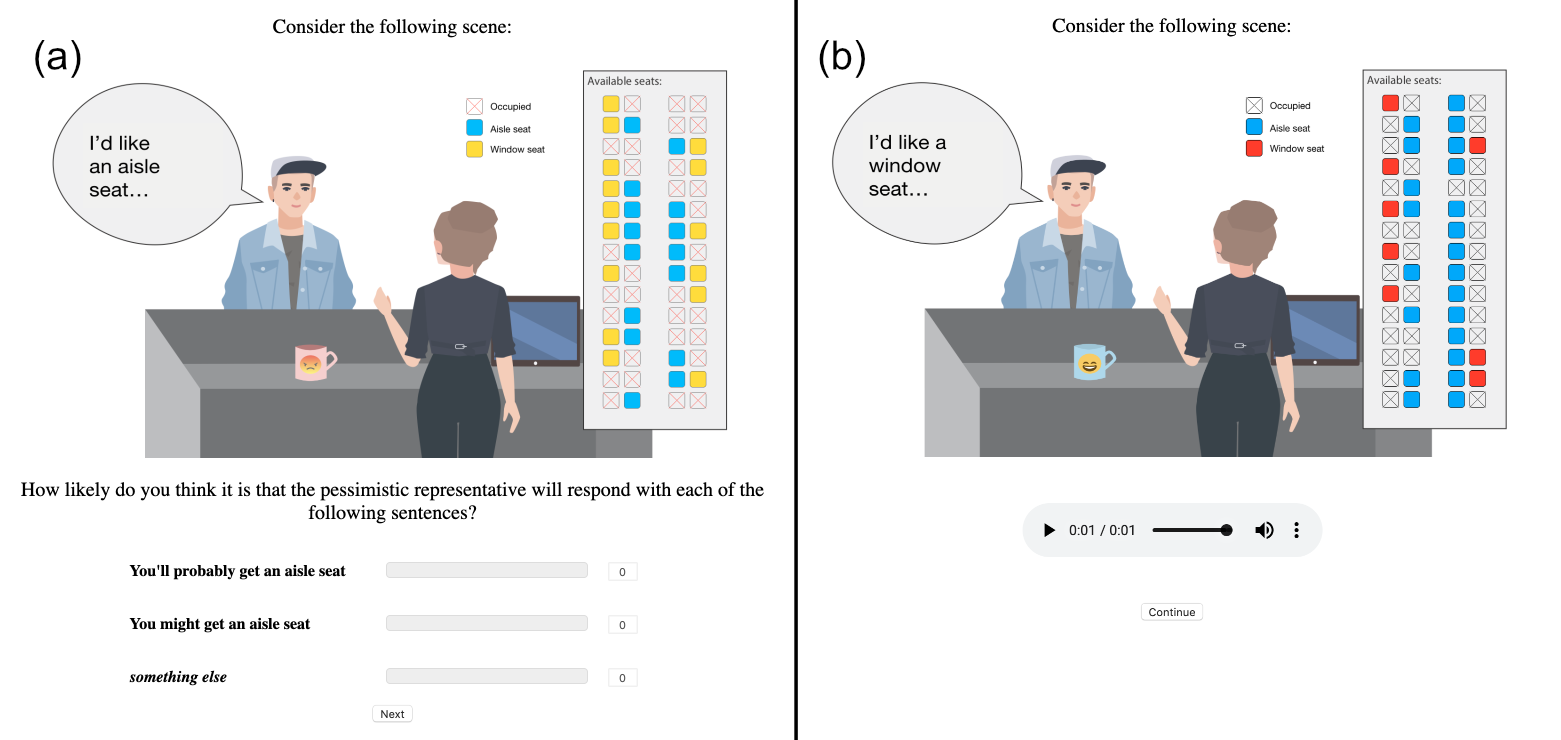 Consider the following scene:
(a)
I'd like
an aisle
seat…
Occupied
Aisle seat
Window seat
Available seats:
How likely do you think it is that the pessimistic representative will respond with each of the
following sentences?
You'll probably get an aisle seat
0
You might get an aisle seat
0
something else
0
Next
Consider the following scene:
(b)
I'd like a
window
seat…
Occupied
Aisle seat
Window seat
Available seats:
0:01 / 0:01
Continue